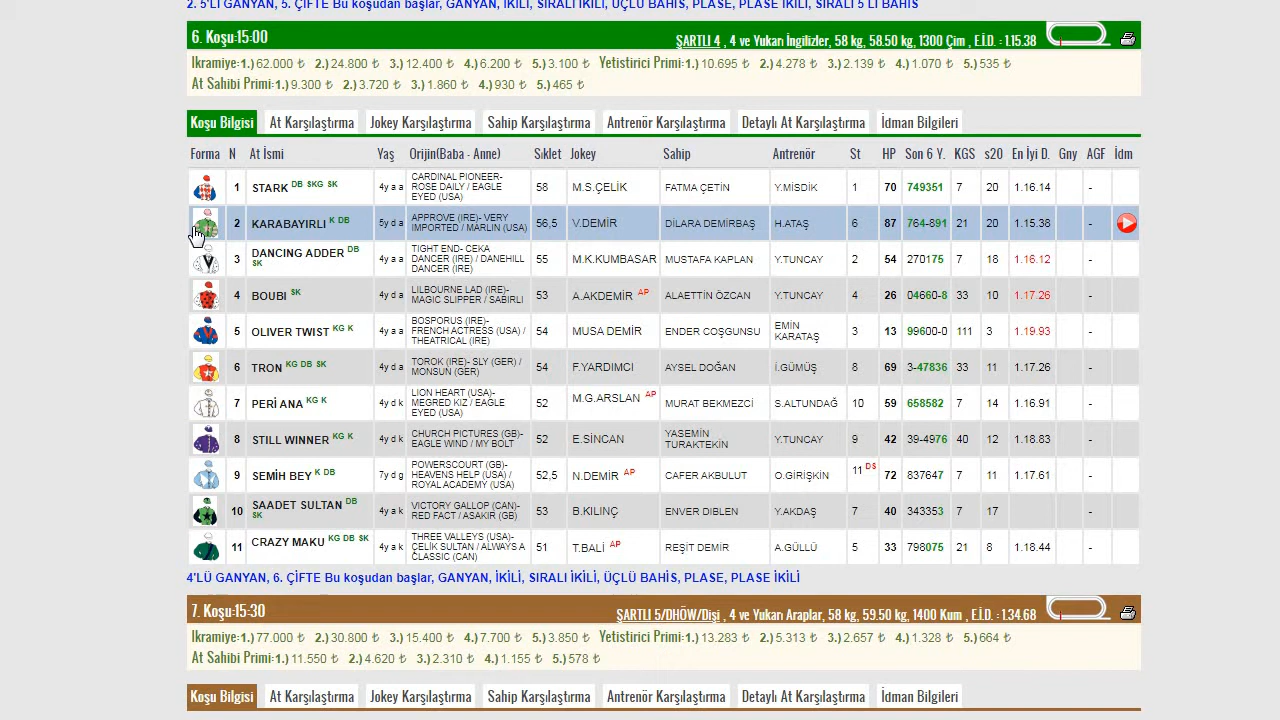 2. 5'Lİ GANYAN, 5. ÇİFTE Bu koşudan başlar, GANYAN, İKİLİ, SIRALI İKİLİ, ÜÇLÜ BAHİS, PLASE, PLASE İKİLİ, SIRALI 5 Lİ BAHİS
6. Koşu:15:00 ŞARTLI 4 , 4 ve Yukarı İngilizler, 58 kg, 58.50 kg, 1300 Çim , E.İ.D. : 1.15.38
Ikramiye:1.) 62.000 ₺ 2.) 24.800 ₺ 3.) 12.400 ₺ 4.) 6.200 ₺ 5.) 3.100 ₺ Yetistirici Primi:1.) 10.695 ₺ 2.) 4.278 ₺ 3.) 2.139 ₺ 4.) 1.070 ₺ 5.) 535 ₺
At Sahibi Primi:1.) 9.300 ₺ 2.) 3.720 ₺ 3.) 1.860 ₺ 4.) 930 ₺ 5.) 465 ₺
Koşu Bilgisi At Karşılaştırma Jokey Karşılaştırma Sahip Karşılaştırma Antrenör Karşılaştırma Detaylı At Karşılaştırma İdman Bilgileri
Forma N At İsmi Yaş Orijin(Baba - Anne) Sıklet Jokey Sahip Antrenör St HP Son 6 Y. KGS s20 En İyi D. Gny AGF İdm
1 STARK DB SKG SK 4y a a CARDINAL PIONEER- ROSE DAILY / EAGLE EYED (USA) 58 M.S.ÇELİK FATMA ÇETİN Y.MİSDİK 1 70 749351 7 20 1.16.14 -
2 KARABAYIRLI K DB 5y d a APPROVE (IRE)- VERY IMPORTED / MARLIN (USA) 56,5 V.DEMİR DİLARA DEMİRBAŞ H.ATAŞ 6 87 764-891 21 20 1.15.38 -
3 DANCING ADDER DB SK 4y a a TIGHT END- CEKA DANCER (IRE) / DANEHILL DANCER (IRE) 55 M.K.KUMBASAR MUSTAFA KAPLAN Y.TUNCAY 2 54 270175 7 18 1.16.12 -
4 BOUBI SK 4y d a LILBOURNE LAD (IRE)- MAGIC SLIPPER / SABIRLI 53 A.AKDEMİR AP ALAETTİN ÖZCAN Y.TUNCAY 4 26 04660-8 33 10 1.17.26 -
5 OLIVER TWIST KG K 4y a a BOSPORUS (IRE)- FRENCH ACTRESS (USA) / THEATRICAL (IRE) 54 MUSA DEMİR ENDER COŞGUNSU EMİN KARATAŞ 3 13 99600-0 111 3 1.19.93 -
6 TRON KG DB SK 4y d a TOROK (IRE)- SLY (GER) / MONSUN (GER) 54 F.YARDIMCI AYSEL DOĞAN İ.GÜMÜŞ 8 69 3-47836 33 11 1.17.26 -
7 PERİ ANA KG K 4y d k LION HEART (USA)- MEGRED KIZ / EAGLE EYED (USA) 52 M.G.ARSLAN AP MURAT BEKMEZCİ S.ALTUNDAĞ 10 59 658582 7 14 1.16.91 -
8 STILL WINNER KG K 4y d k CHURCH PICTURES (GB)- EAGLE WIND / MY BOLT 52 E.SİNCAN YASEMİN TURAKTEKİN Y.TUNCAY 9 42 39-4976 40 12 1.18.83 -
9 SEMİH BEY K DB 7y d g POWERSCOURT (GB)- HEAVENS HELP (USA) / ROYAL ACADEMY (USA) 52,5 N.DEMİR AP CAFER AKBULUT O.GİRİŞKİN 11 DS 72 837647 7 11 1.17.61 -
10 SAADET SULTAN DB SK 4y a k VICTORY GALLOP (CAN)- RED FACT / ASAKIR (GB) 53 B.KILINÇ ENVER DIBLEN Y.AKDAŞ 7 40 343353 7 17 -
11 CRAZY MAKU KG DB SK 4y a k THREE VALLEYS (USA)- ÇELİK SULTAN / ALWAYS A CLASSIC (CAN) 51 T.BALİ AP REŞİT DEMİR A.GÜLLÜ 5 33 798075 21 8 1.18.44 -
4'LÜ GANYAN, 6. ÇİFTE Bu koşudan başlar, GANYAN, İKİLİ, SIRALI İKİLİ, ÜÇLÜ BAHİS, PLASE, PLASE İKİLİ
7. Koşu:15:30 ŞARTLI 5/DHÖW/Dişi , 4 ve Yukarı Araplar, 58 kg, 59.50 kg, 1400 Kum , E.İ.D. : 1.34.68
Ikramiye:1.) 77.000 ₺ 2.) 30.800 ₺ 3.) 15.400 ₺ 4.) 7.700 ₺ 5.) 3.850 ₺ Yetistirici Primi:1.) 13.283 ₺ 2.) 5.313 ₺ 3.) 2.657 ₺ 4.) 1.328 ₺ 5.) 664 ₺
At Sahibi Primi:1.) 11.550 ₺ 2.) 4.620 ₺ 3.) 2.310 ₺ 4.) 1.155 ₺ 5.) 578 ₺
Koşu Bilgisi At Karşılaştırma Jokey Karşılaştırma Sahip Karşılaştırma Antrenör Karşılaştırma Detaylı At Karşılaştırma İdman Bilgileri